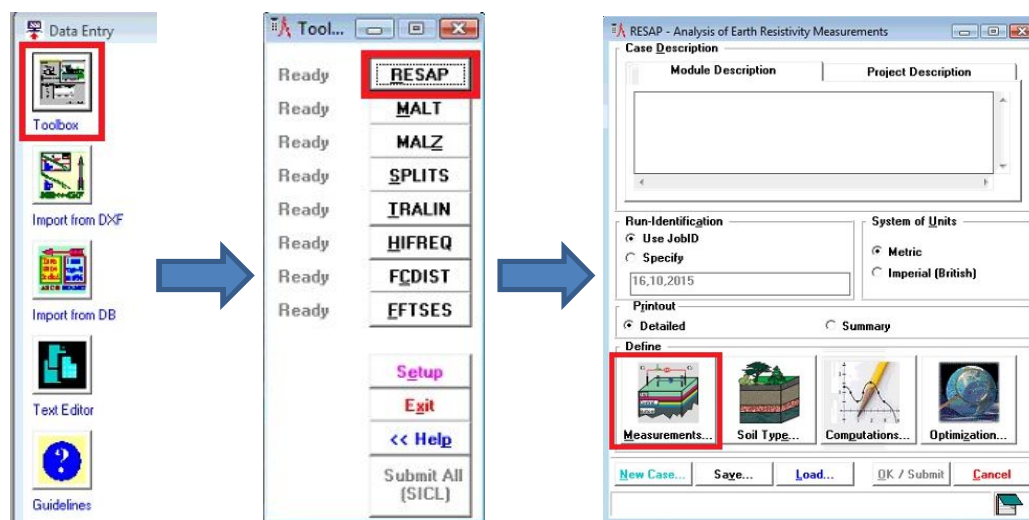 Data Entry
Toolbox
Import from DXF
Import from DB
Text Editor
Guidelines
Tool...
Ready RESAP
Ready MALT
Ready MALZ
Ready SPLITS
Ready TRALIN
Ready HIFREQ
Ready FCDIST
Ready FFTSES
Setup
Exit
<< Help
Submit All
(SICL)
RESAP - Analysis of Earth Resistivity Measurements
Case Description
Module Description Project Description
Run-Identification System of Units
Use JobID
Specify
Metric
Imperial (British)
16,10,2015
Printout
Detailed Summary
Define
Measurements... Soil Type... Computations... Optimization...
New Case... Save... Load... OK / Submit Cancel